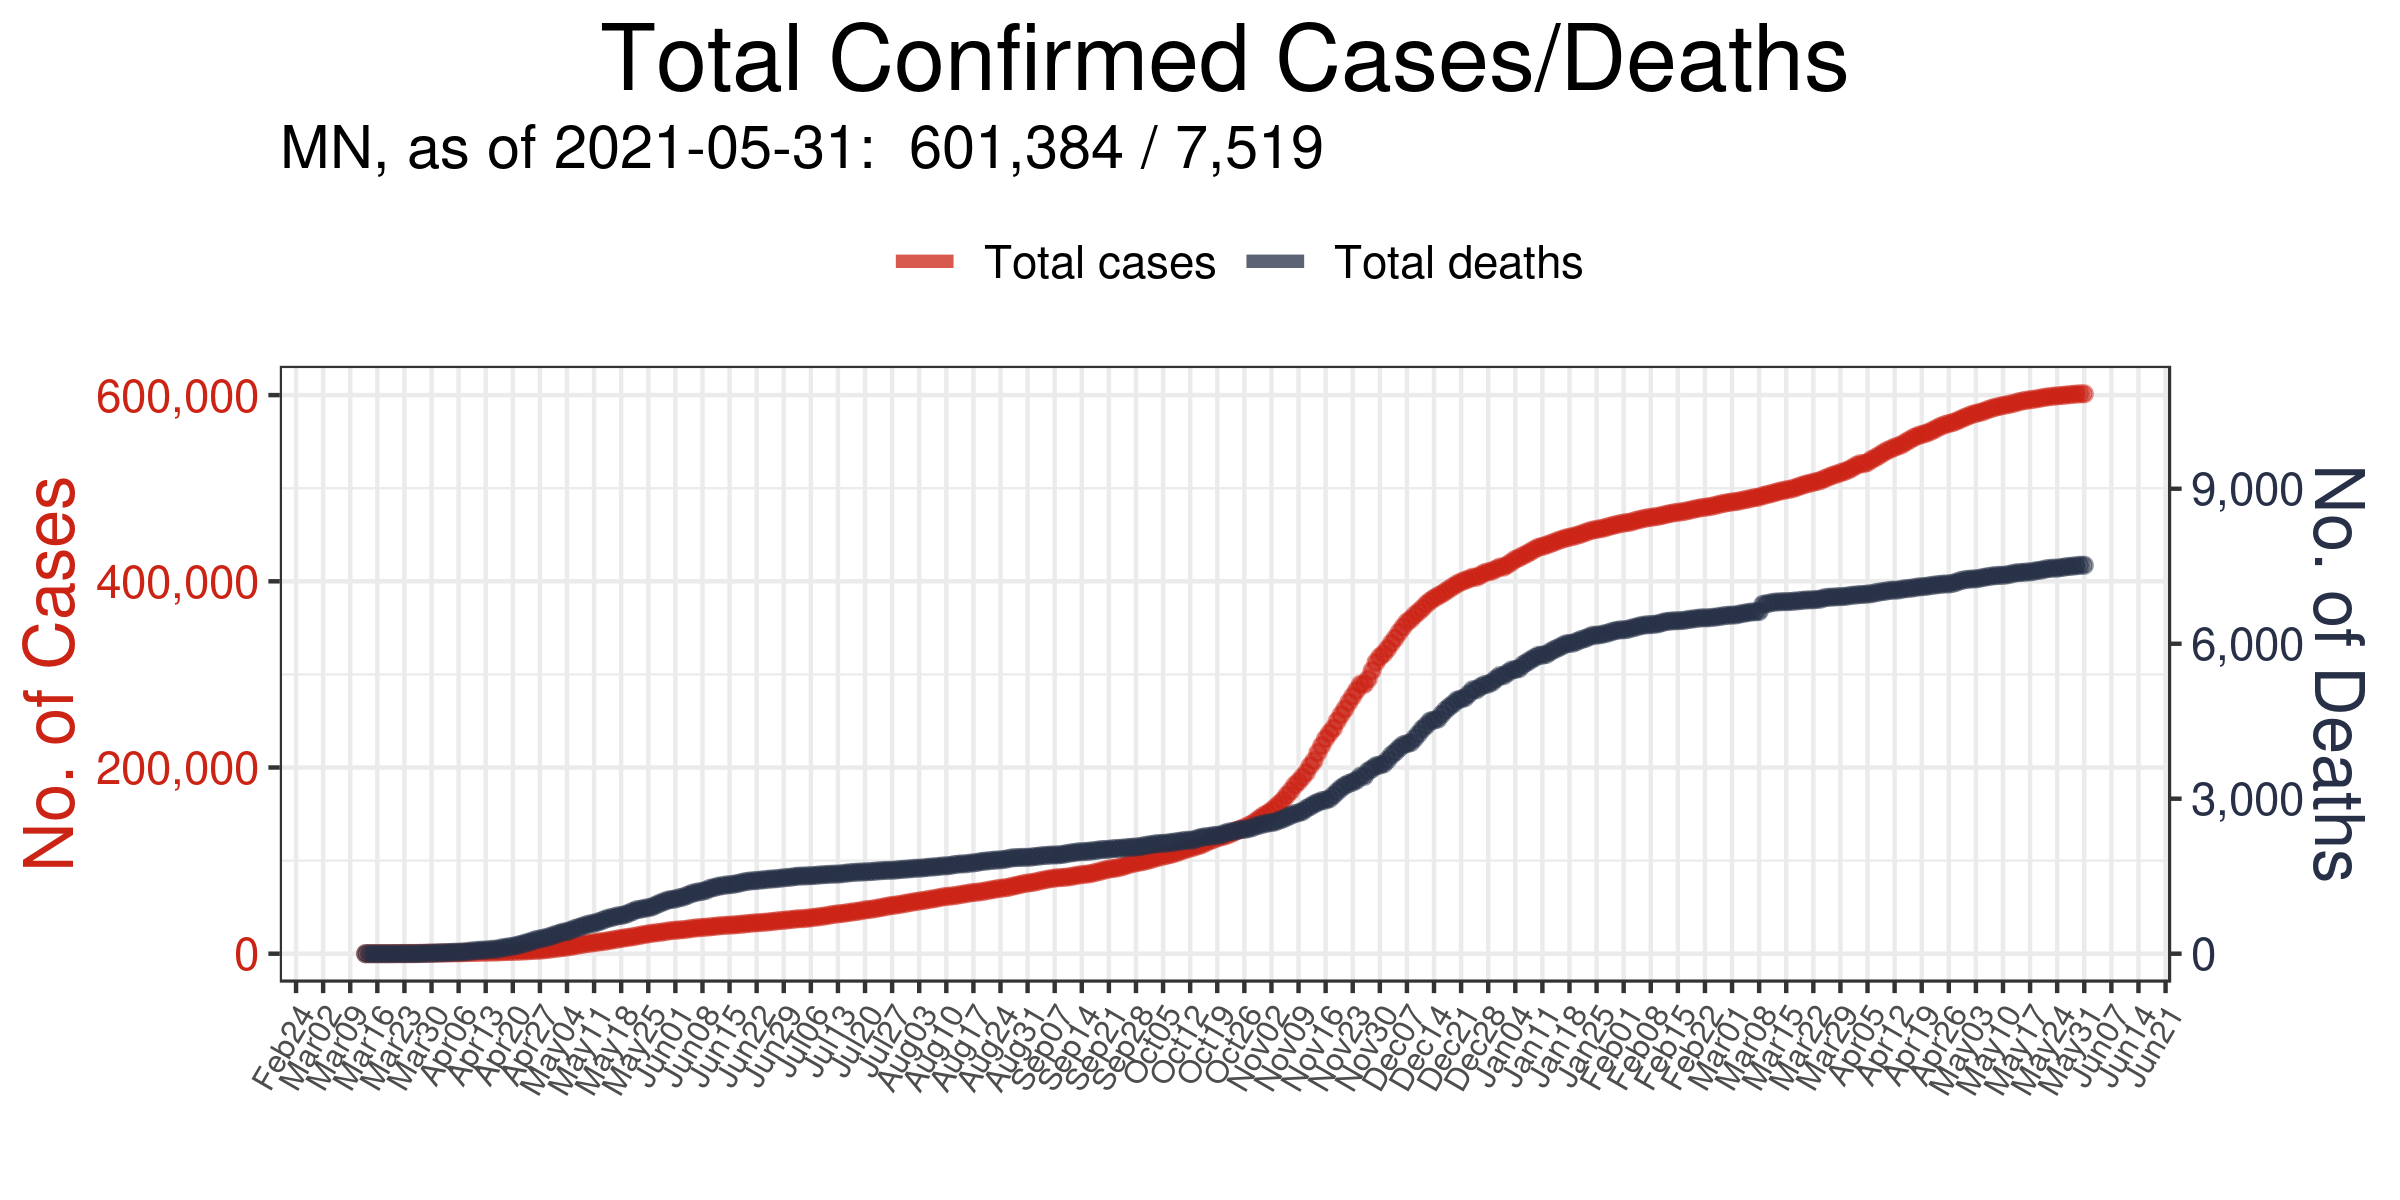 Total Confirmed Cases/Deaths
MN, as of 2021-05-31:  601,384 / 7,519
Total cases
Total deaths
No. of Cases
600,000
400,000
200,000
0
9,000
6,000
3,000
0
No. of Deaths
Feb24
Mar02
Mar09
Mar16
Mar23
Mar30
Apr06
Apr13
Apr20
Apr27
May04
May11
May18
May25
Jun01
Jun08
Jun15
Jun22
Jun29
Jul06
Jul13
Jul20
Jul27
Aug03
Aug10
Aug17
Aug24
Aug31
Sep07
Sep14
Sep21
Sep28
Oct05
Oct12
Oct19
Oct26
Nov02
Nov09
Nov16
Nov23
Nov30
Dec07
Dec14
Dec21
Dec28
Jan04
Jan11
Jan18
Jan25
Feb01
Feb08
Feb15
Feb22
Mar01
Mar08
Mar15
Mar22
Mar29
Apr05
Apr12
Apr19
Apr26
May03
May10
May17
May24
May31
Jun07
Jun14
Jun21